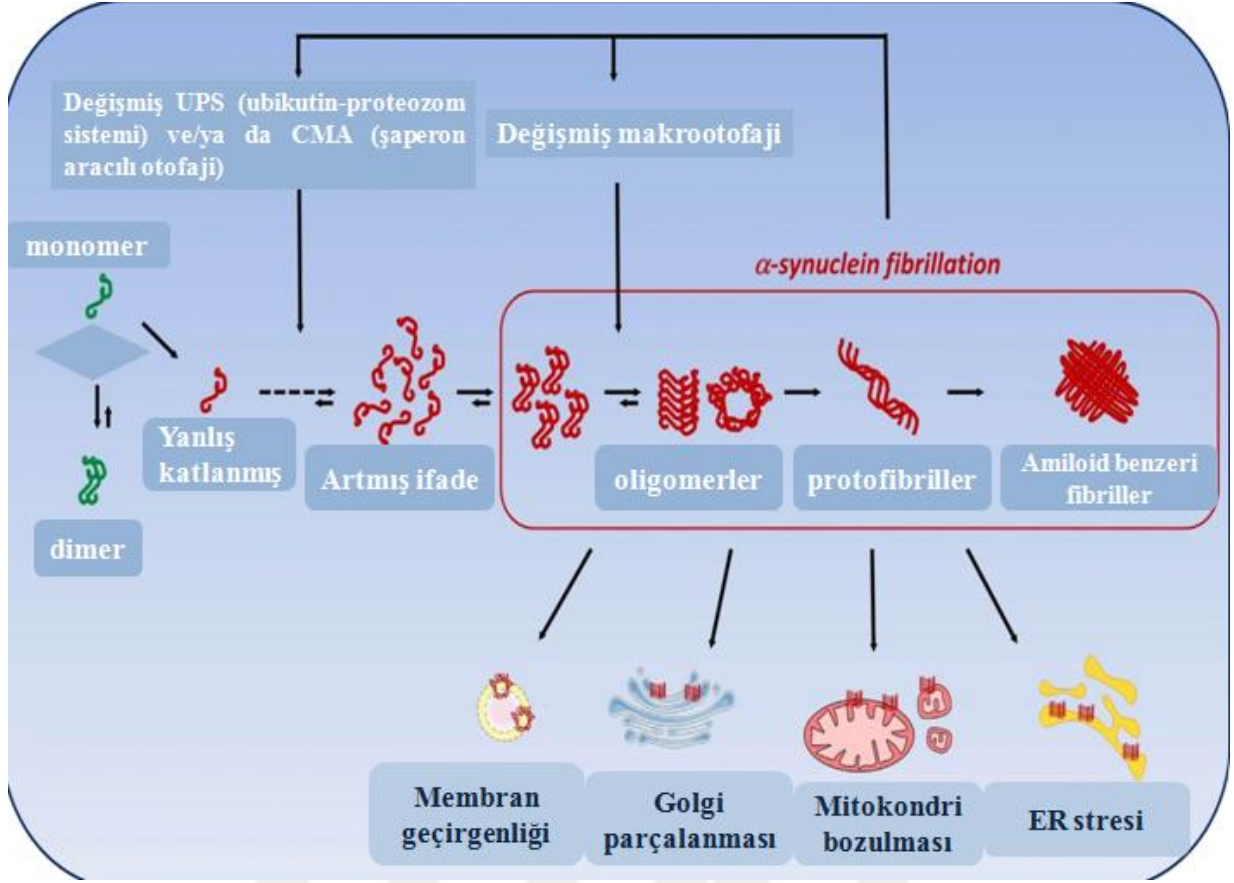 Değişmiş UPS (ubikutin-proteozom
sistemi) ve/ya da CMA (şaperon
aracılı otofaji)
Değişmiş makrootofaji
monomer
α-synuclein fibrillation
Yanlış
katlanmış
Artmış ifade
oligomerler
protofibriller
Amiloid benzeri
fibriller
dimer
Membran
geçirgenliği
Golgi
parçalanması
Mitokondri
bozulması
ER stresi